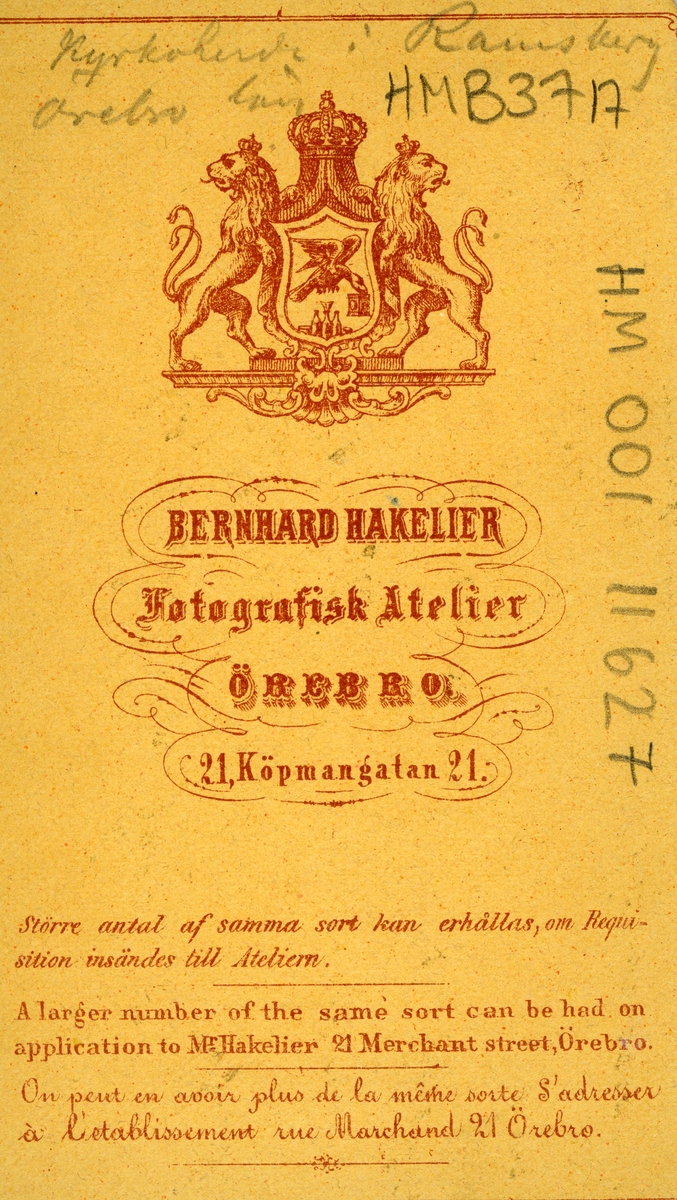 Kyrkoherde i Ramsberg
Örebro län
HMB3717
HM 001 11627
BERNHARD HAKELIER
Fotografisk Atelier
ÖREBRO.
21, Köpmangatan 21.
Större antal af samma sort kan erhållas, om Requi-
sition insändes till Ateliern.
A larger number of the same sort can be had on
application to Mr. Hakelier 21 Merchant street, Örebro.
On peut en avoir plus de la même sorte S'adresser
à L'etablissement rue Marchand 21 Örebro.